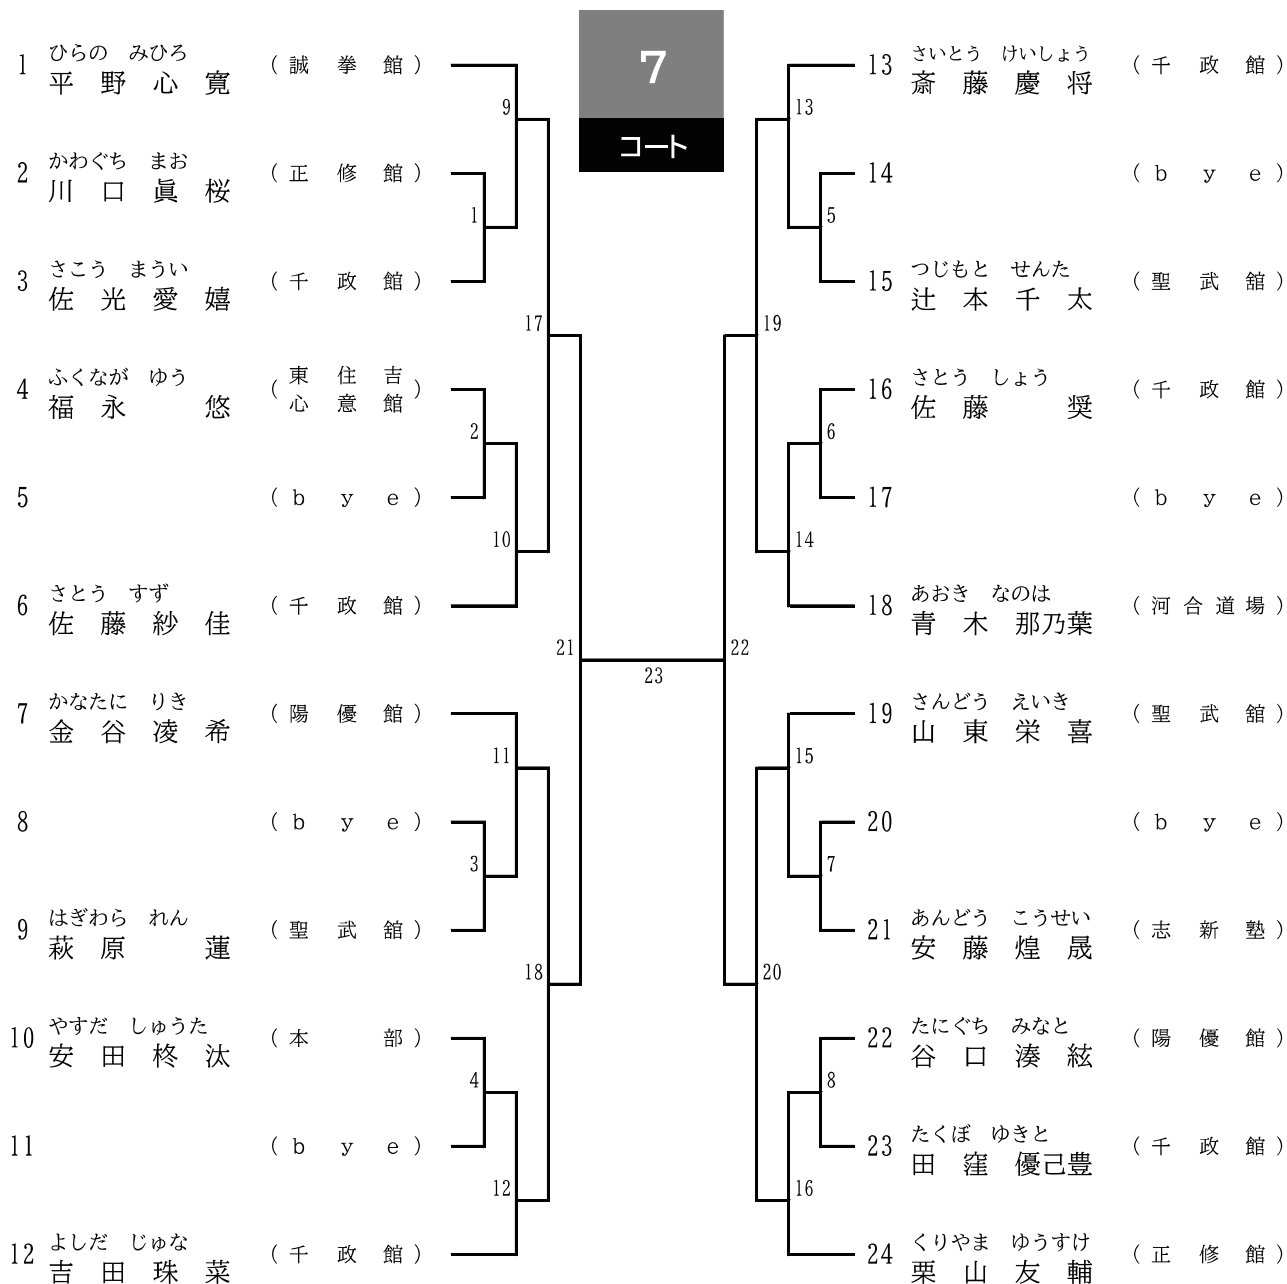 7
コート
1 ひらの みひろ
平野心寛 (誠拳館)
9
2 かわぐち まお
川口眞桜 (正修館)
1
3 さこう まうい
佐光愛嬉 (千政館)
17
4 ふくなが ゆう
福永 悠 (東住吉
心意館)
2
5 (bye)
10
6 さとう すず
佐藤紗佳 (千政館)
21
7 かなたに りき
金谷凌希 (陽優館)
11
8 (bye)
3
9 はぎわら れん
萩原 蓮 (聖武舘)
18
10 やすだ しゅうた
安田柊汰 (本部)
4
11 (bye)
12
12 よしだ じゅな
吉田珠菜 (千政館)
23
13 さいとう けいしょう
斎藤慶将 (千政館)
13
14 (bye)
5
15 つじもと せんた
辻本千太 (聖武舘)
19
16 さとう しょう
佐藤 奨 (千政館)
6
17 (bye)
14
18 あおき なのは
青木那乃葉 (河合道場)
22
19 さんどう えいき
山東栄喜 (聖武舘)
15
20 (bye)
7
21 あんどう こうせい
安藤煌晟 (志新塾)
20
22 たにぐち みなと
谷口湊絃 (陽優館)
8
23 たくぼ ゆきと
田窪優己豊 (千政館)
16
24 くりやま ゆうすけ
栗山友輔 (正修館)